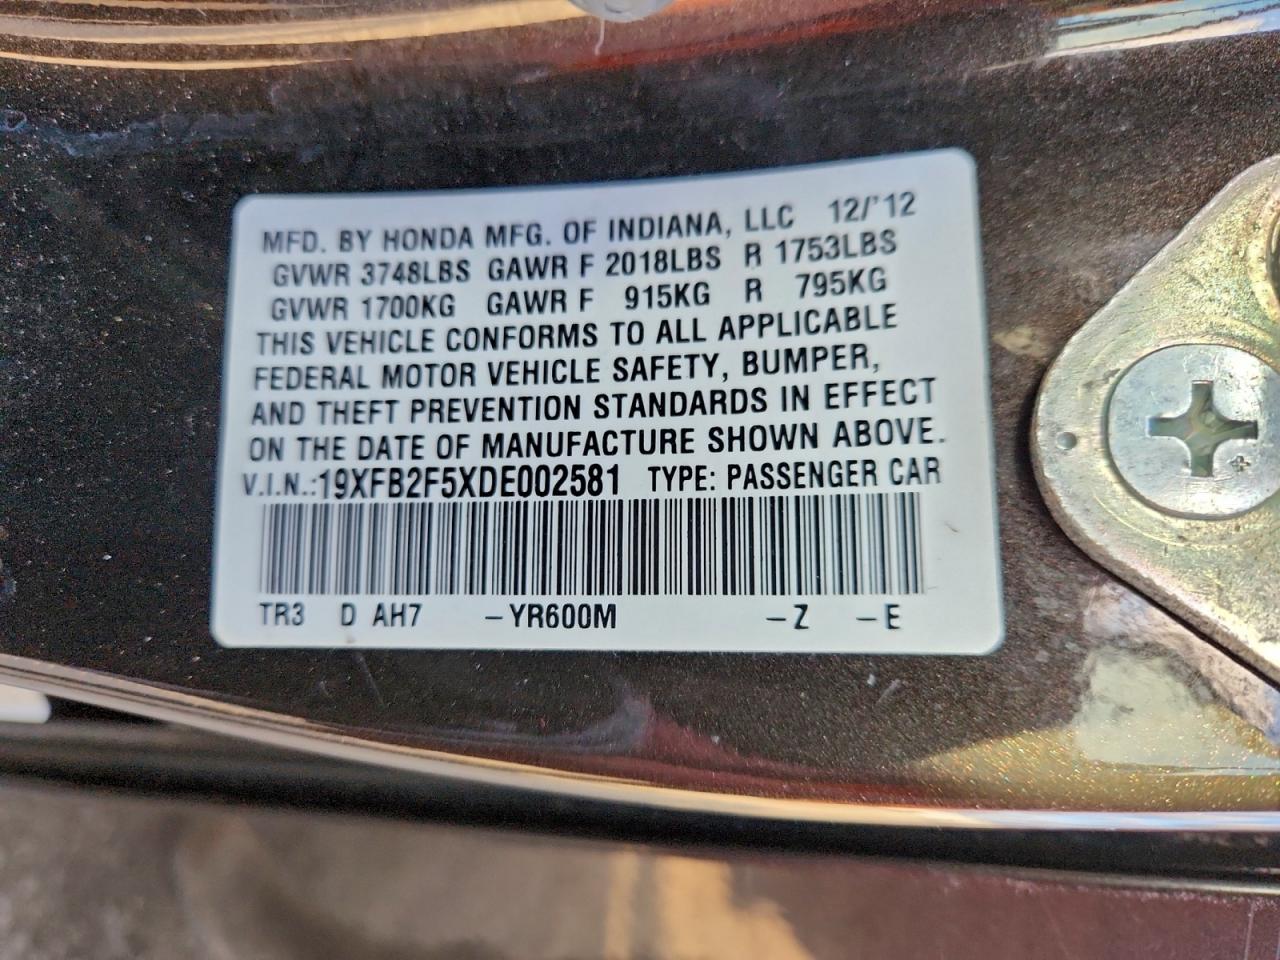 MFD. BY HONDA MFG. OF INDIANA, LLC 12/'12
GVWR 3748LBS GAWR F 2018LBS R 1753LBS
GVWR 1700KG GAWR F 915KG R 795KG
THIS VEHICLE CONFORMS TO ALL APPLICABLE
FEDERAL MOTOR VEHICLE SAFETY, BUMPER,
AND THEFT PREVENTION STANDARDS IN EFFECT
ON THE DATE OF MANUFACTURE SHOWN ABOVE.
V.I.N.:19XFB2F5XDE002581 TYPE: PASSENGER CAR
TR3 D AH7 –YR600M –Z –E